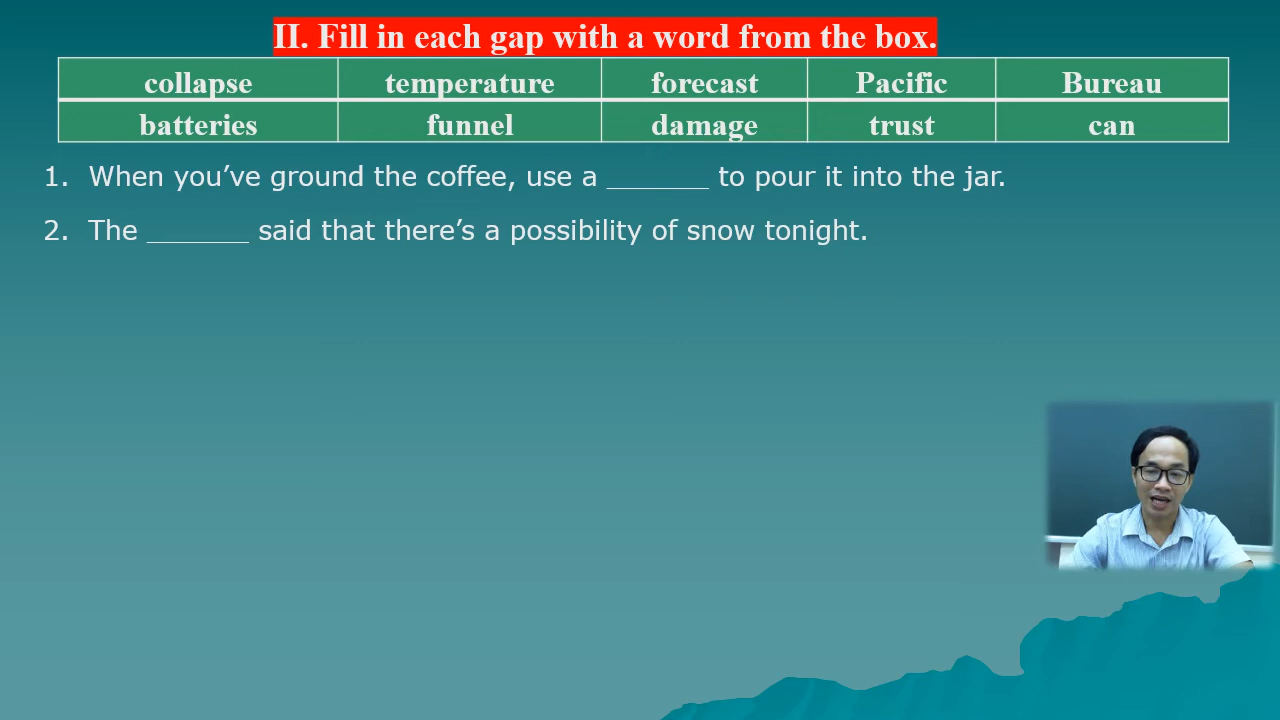 II. Fill in each gap with a word from the box.
collapse temperature forecast Pacific Bureau
batteries funnel damage trust can
1. When you’ve ground the coffee, use a ______ to pour it into the jar.
2. The ______ said that there’s a possibility of snow tonight.